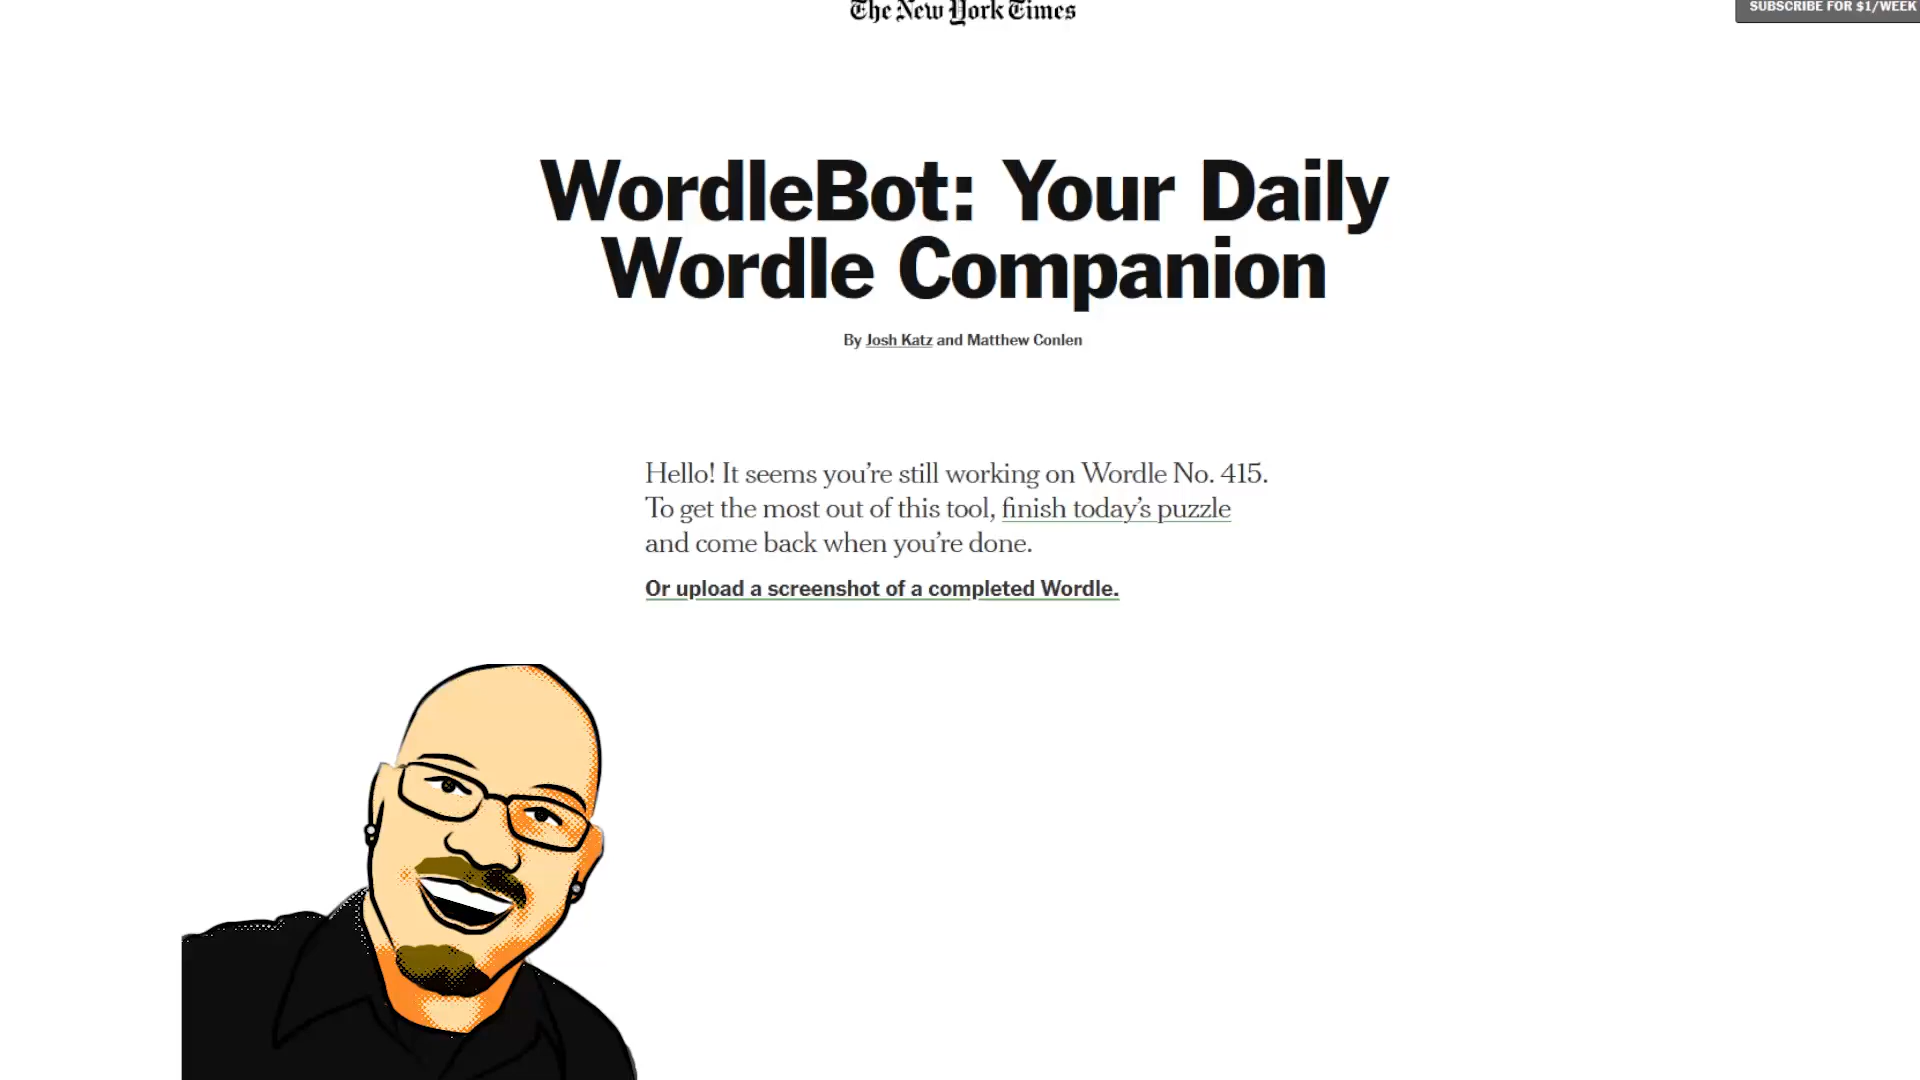 The New York Times
SUBSCRIBE FOR $1/WEEK
WordleBot: Your Daily
Wordle Companion
By Josh Katz and Matthew Conlen
Hello! It seems you’re still working on Wordle No. 415.
To get the most out of this tool, finish today’s puzzle
and come back when you’re done.
Or upload a screenshot of a completed Wordle.